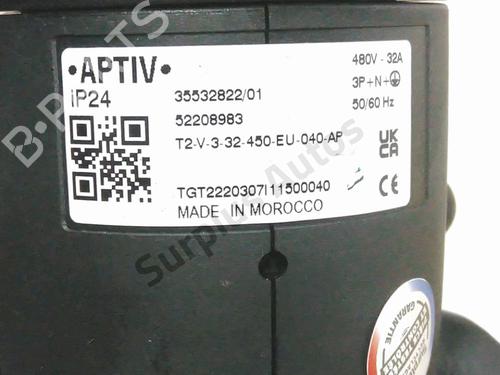 •APTIV•
iP24
35532822/01
52208983
T2-V-3-32-450-EU-040-AP
TGT2220307I11500040
MADE IN MOROCCO
480V - 32A
3P+N+
50/60 Hz
UK
CA
CE
B-PARTS
Surplus Autos
GARANTIE